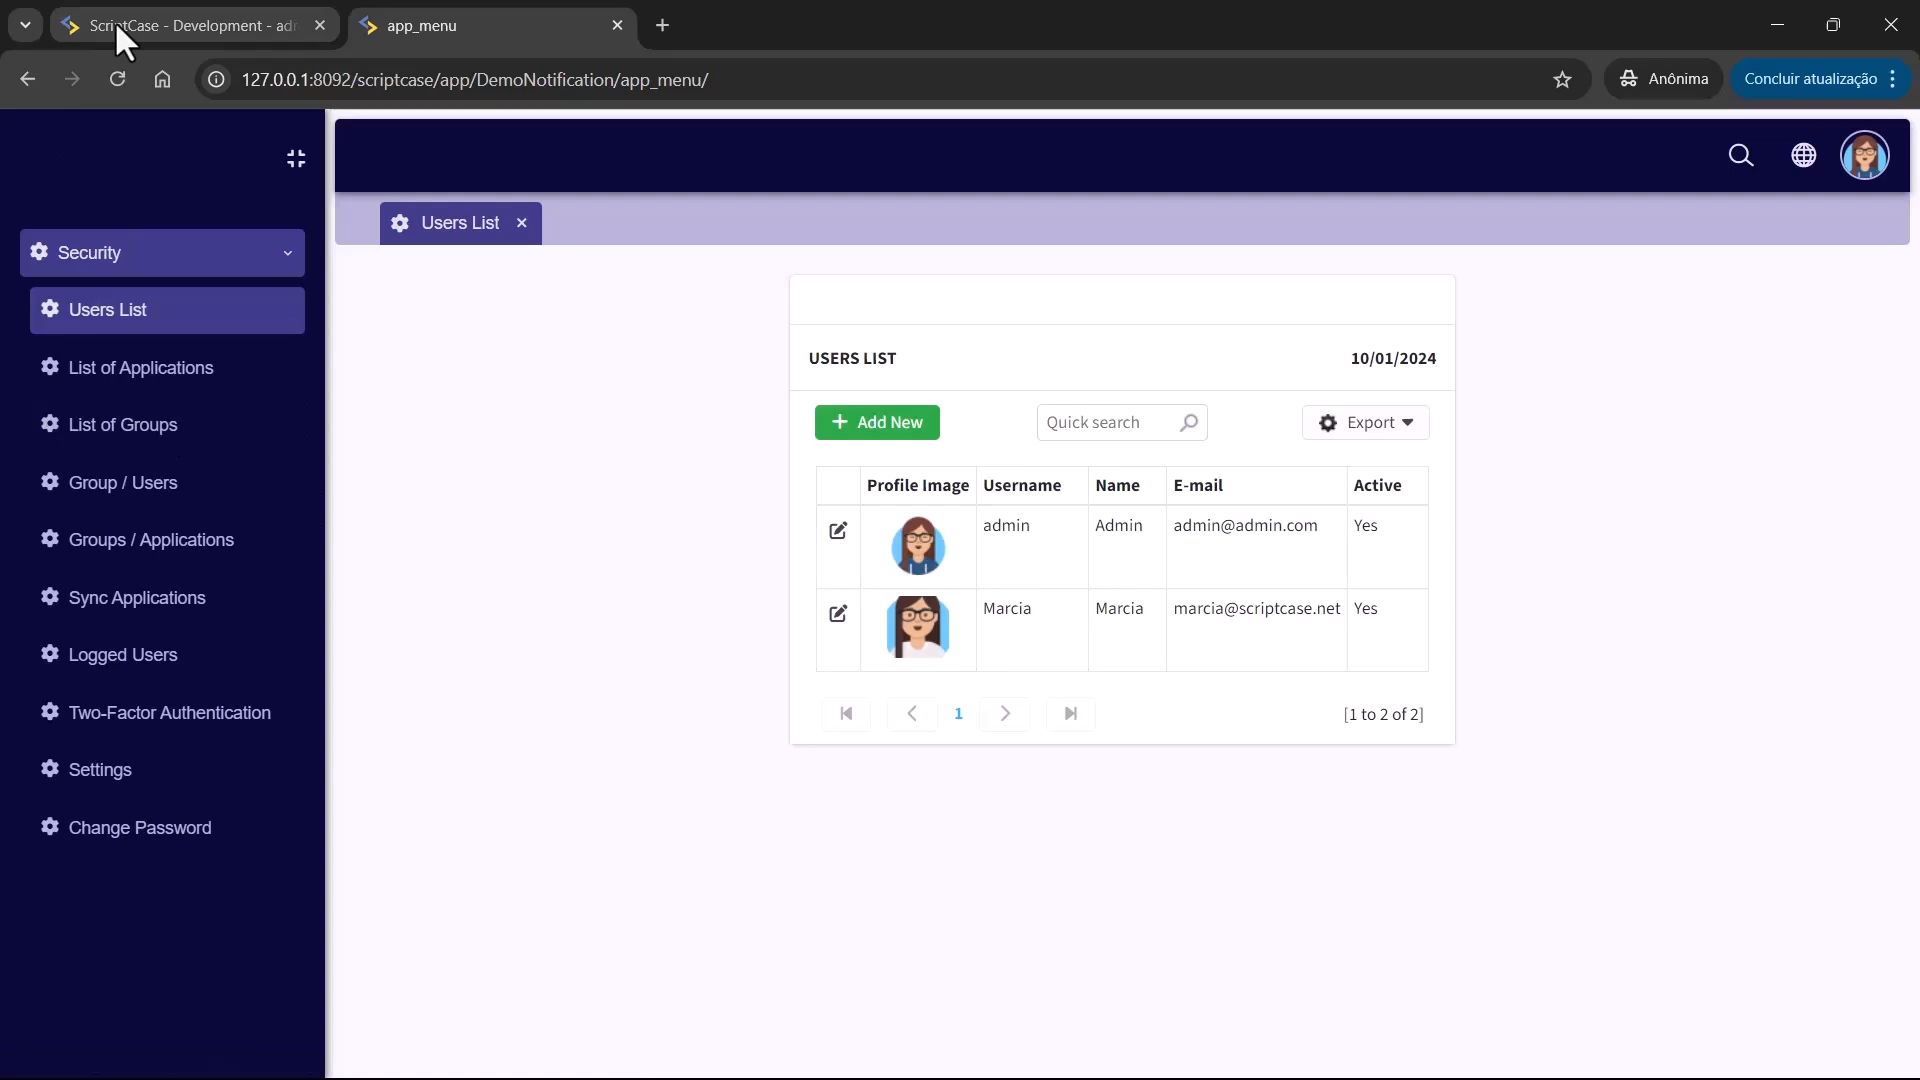 ScriptCase - Development - adm
app_menu
127.0.0.1:8092/scriptcase/app/DemoNotification/app_menu/
Anônima
Concluir atualização
Security
Users List
List of Applications
List of Groups
Group / Users
Groups / Applications
Sync Applications
Logged Users
Two-Factor Authentication
Settings
Change Password
Users List
USERS LIST 10/01/2024
Add New Quick search Export
Profile Image Username Name E-mail Active
admin Admin admin@admin.com Yes
Marcia Marcia marcia@scriptcase.net Yes
1 [1 to 2 of 2]